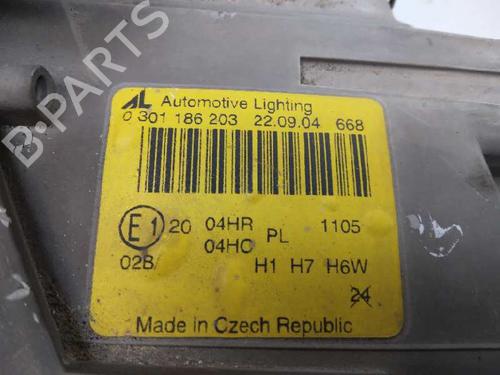 B-PARTS
AL Automotive Lighting
0 301 186 203 22.09.04 668
E1 20 04HR PL 1105
04HC
02B H1 H7 H6W
24
Made in Czech Republic